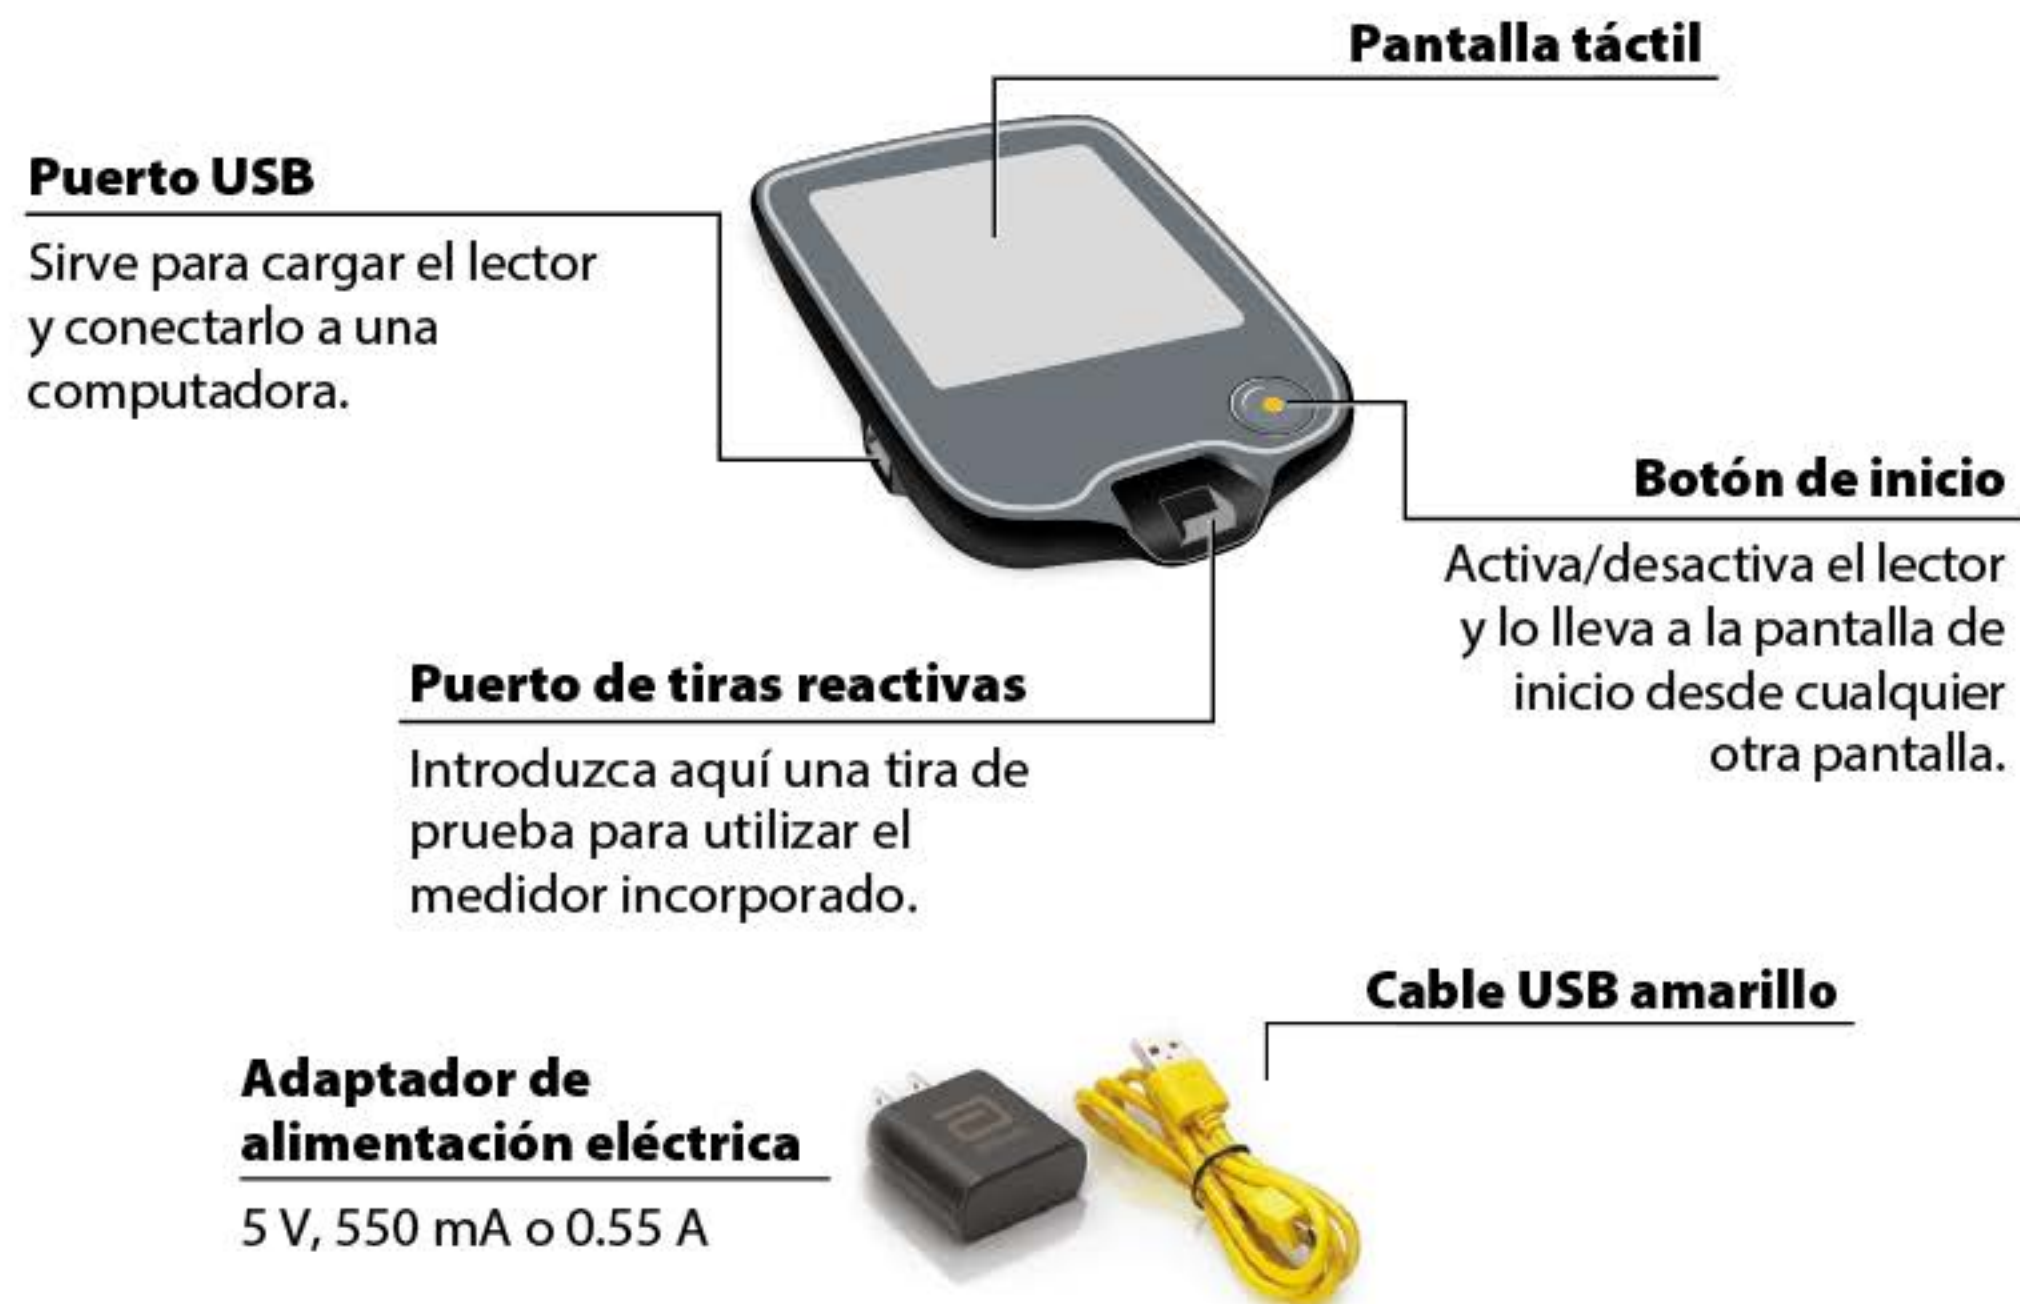 Pantalla táctil
Puerto USB
Sirve para cargar el lector
y conectarlo a una
computadora.
Botón de inicio
Activa/desactiva el lector
y lo lleva a la pantalla de
inicio desde cualquier
otra pantalla.
Puerto de tiras reactivas
Introduzca aquí una tira de
prueba para utilizar el
medidor incorporado.
Cable USB amarillo
Adaptador de
alimentación eléctrica
5 V, 550 mA o 0.55 A